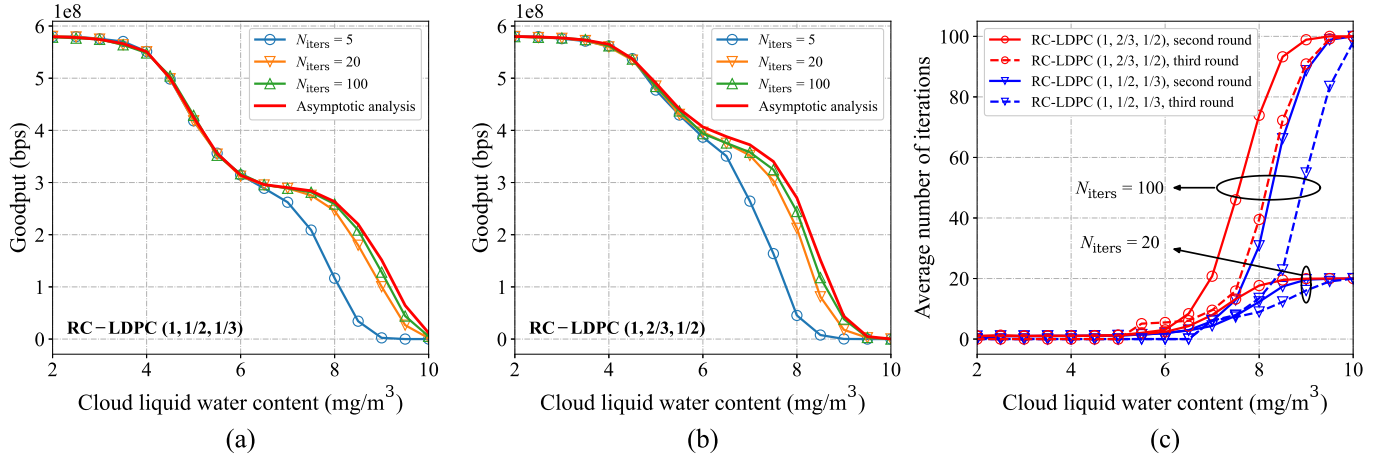 6e8
6
5
4
3
2
1
0
Goodput (bps)
N_iters = 5
N_iters = 20
N_iters = 100
Asymptotic analysis
RC−LDPC (1,1/2,1/3)
2 4 6 8 10
Cloud liquid water content (mg/m³)
(a)
6e8
6
5
4
3
2
1
0
Goodput (bps)
N_iters = 5
N_iters = 20
N_iters = 100
Asymptotic analysis
RC−LDPC (1,2/3,1/2)
2 4 6 8 10
Cloud liquid water content (mg/m³)
(b)
100
80
60
40
20
0
Average number of iterations
RC-LDPC (1, 2/3, 1/2), second round
RC-LDPC (1, 2/3, 1/2), third round
RC-LDPC (1, 1/2, 1/3), second round
RC-LDPC (1, 1/2, 1/3, third round
N_iters = 100
N_iters = 20
2 4 6 8 10
Cloud liquid water content (mg/m³)
(c)